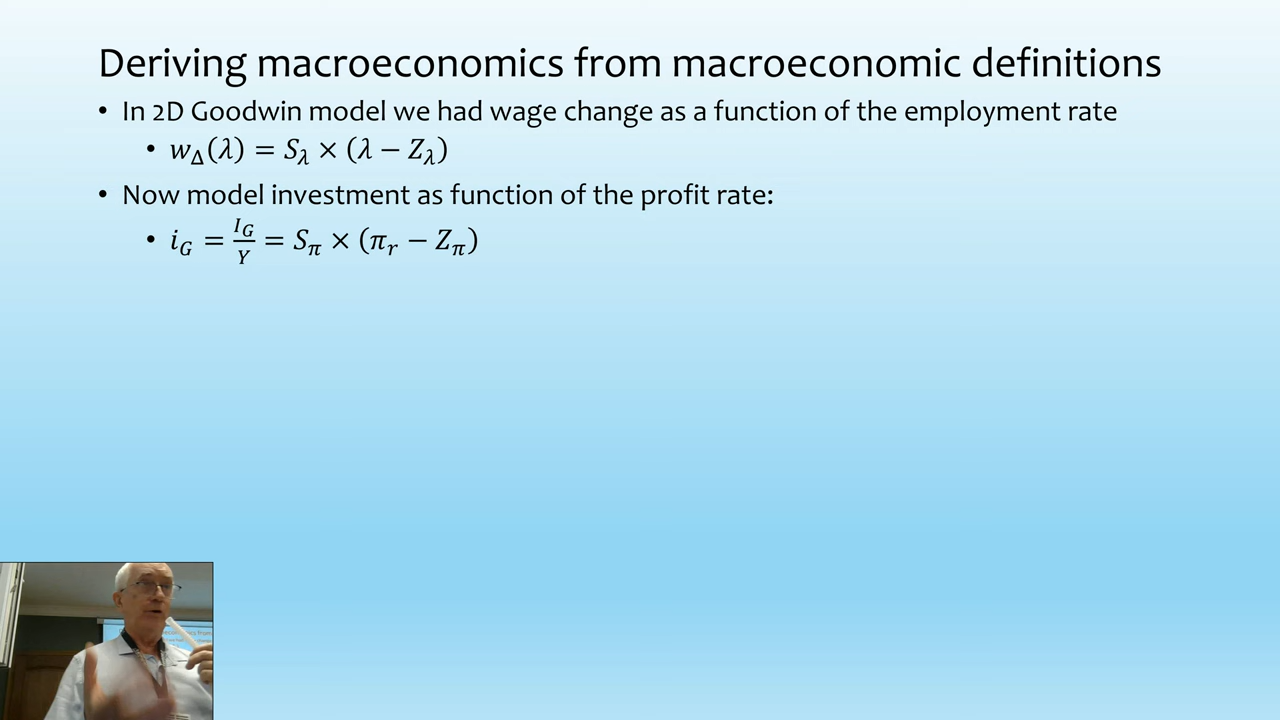 Deriving macroeconomics from macroeconomic definitions
• In 2D Goodwin model we had wage change as a function of the employment rate
• w_Δ(λ) = S_λ × (λ − Z_λ)
• Now model investment as function of the profit rate:
• i_G = I_G/Y = S_π × (π_r − Z_π)